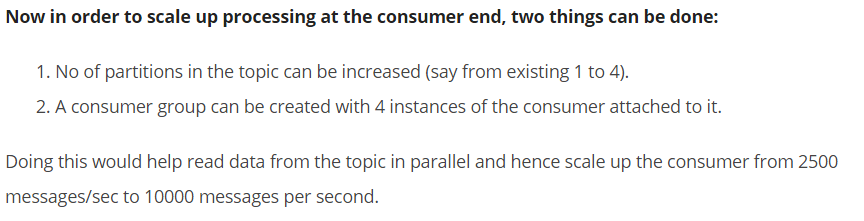 Now in order to scale up processing at the consumer end, two things can be done:
1. No of partitions in the topic can be increased (say from existing 1 to 4).
2. A consumer group can be created with 4 instances of the consumer attached to it.
Doing this would help read data from the topic in parallel and hence scale up the consumer from 2500
messages/sec to 10000 messages per second.